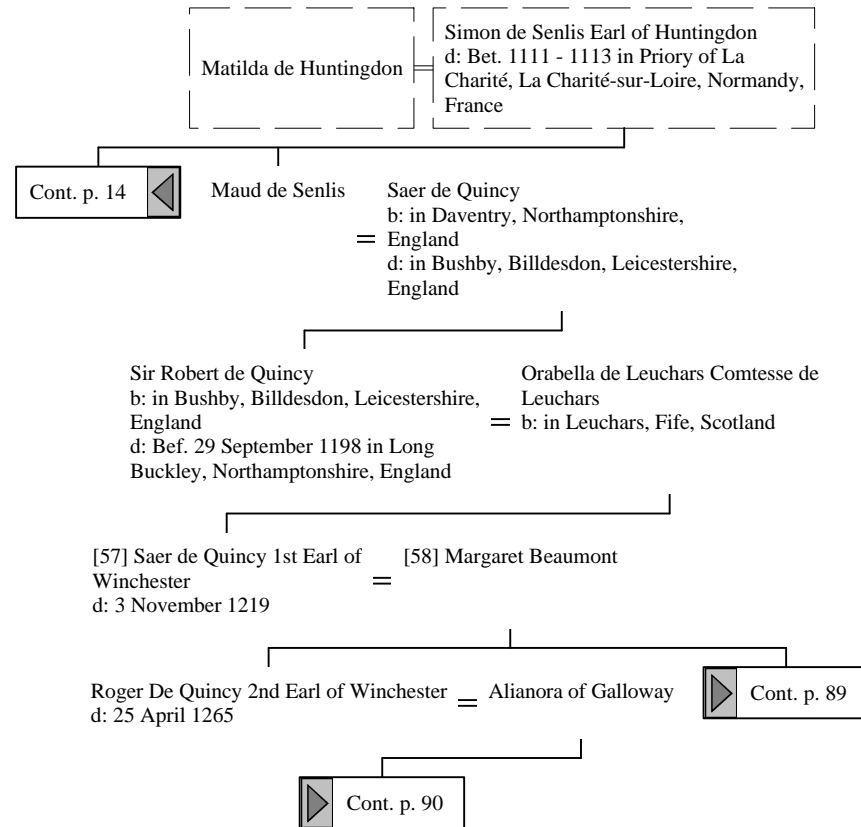 Matilda de Huntingdon
Simon de Senlis Earl of Huntingdon
d: Bet. 1111 - 1113 in Priory of La
Charité, La Charité-sur-Loire, Normandy,
France
Cont. p. 14
Maud de Senlis
Saer de Quincy
b: in Daventry, Northamptonshire,
England
d: in Bushby, Billdesdon, Leicestershire,
England
=
Sir Robert de Quincy
b: in Bushby, Billdesdon, Leicestershire,
England
d: Bef. 29 September 1198 in Long
Buckley, Northamptonshire, England
=
Orabella de Leuchars Comtesse de
Leuchars
b: in Leuchars, Fife, Scotland
[57] Saer de Quincy 1st Earl of
Winchester
d: 3 November 1219
=
[58] Margaret Beaumont
Roger De Quincy 2nd Earl of Winchester
d: 25 April 1265
=
Alianora of Galloway
Cont. p. 89
Cont. p. 90